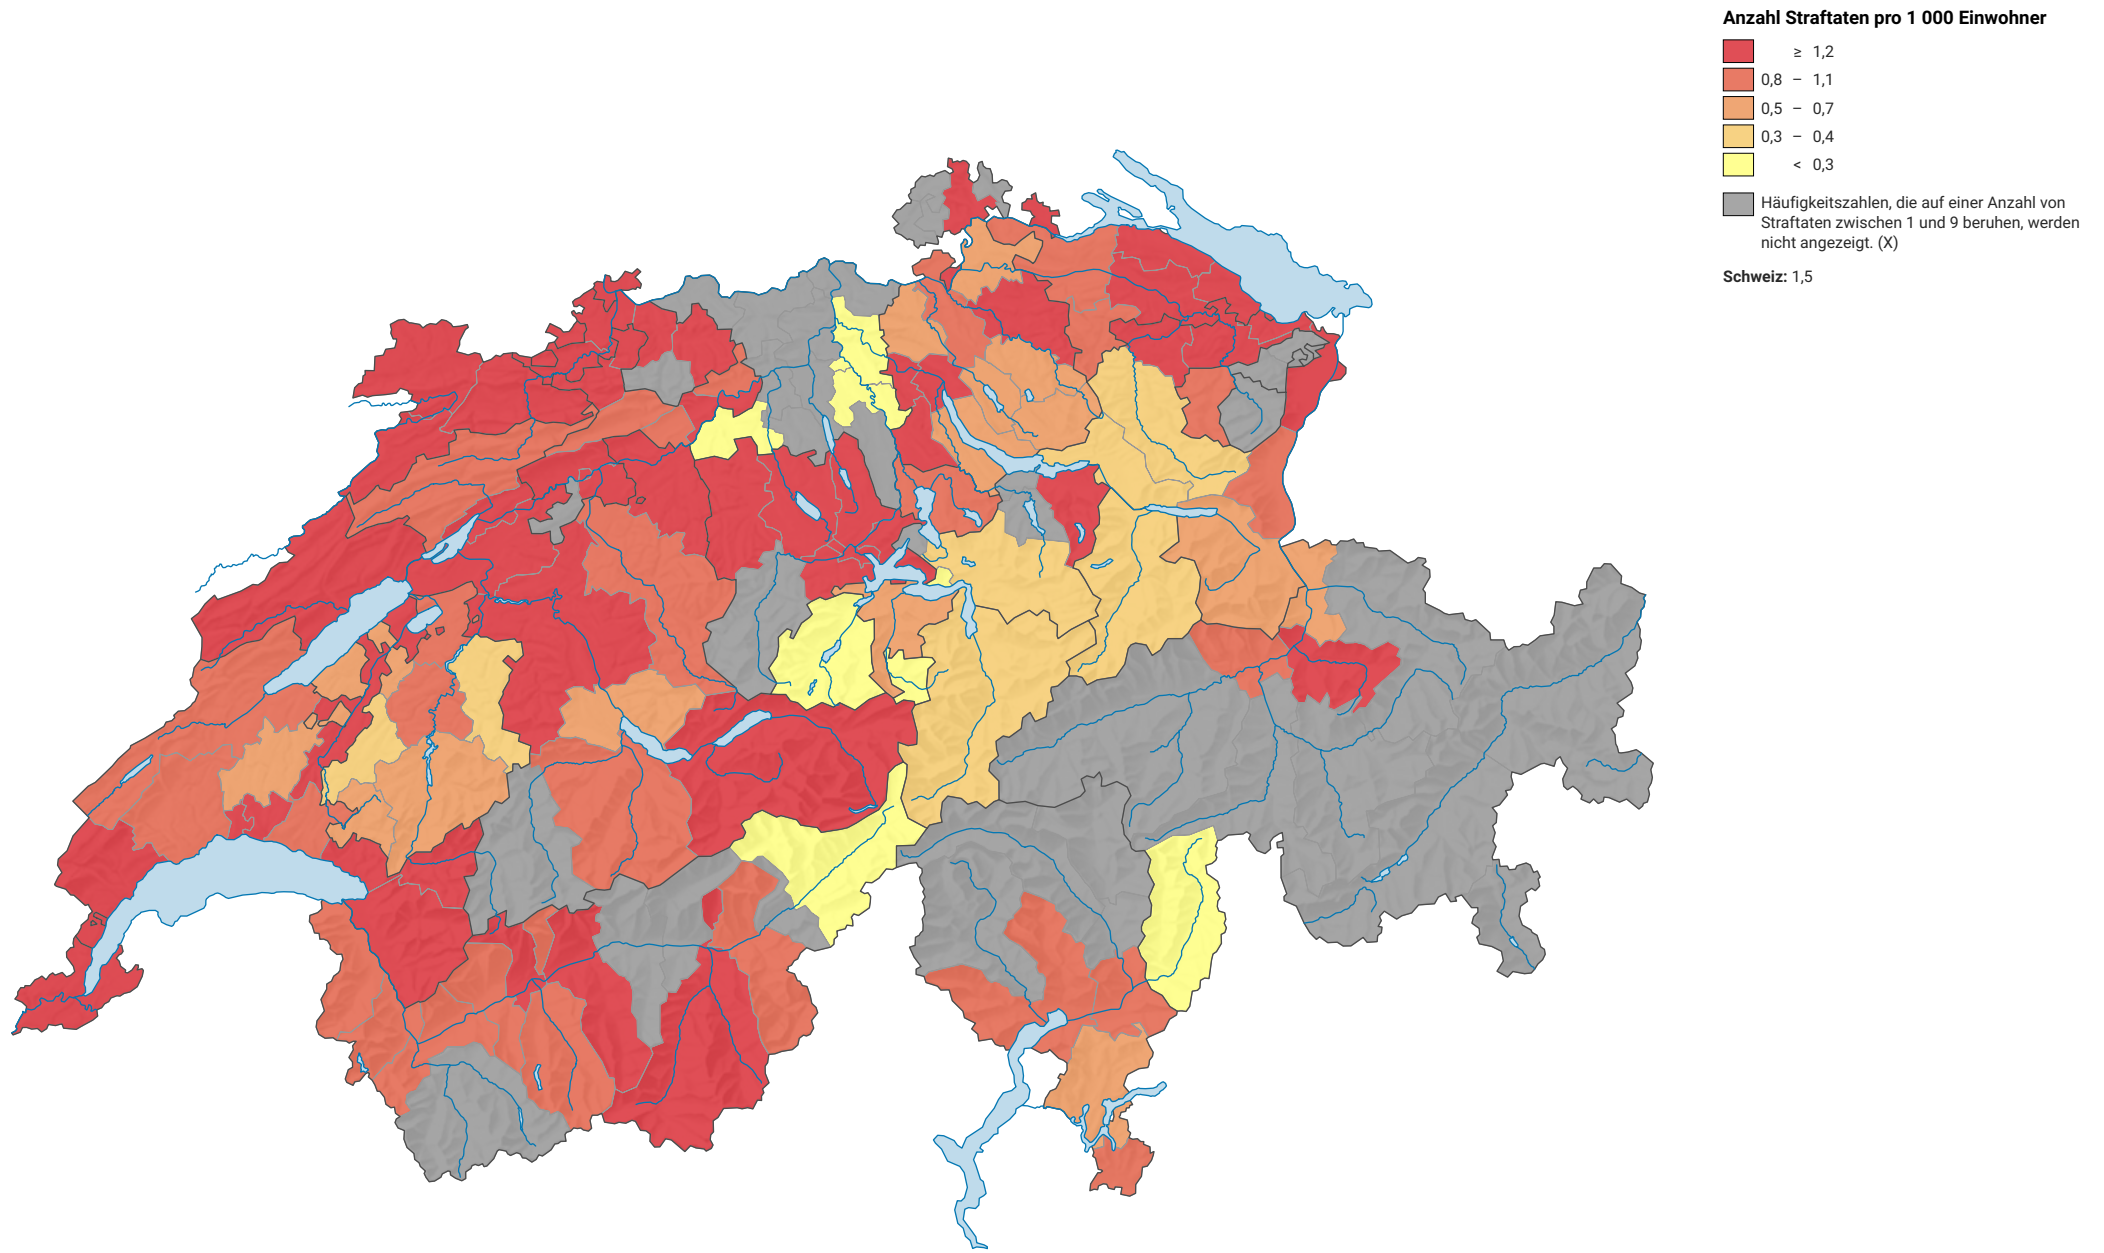 Anzahl Straftaten pro 1 000 Einwohner
≥ 1,2
0,8 – 1,1
0,5 – 0,7
0,3 – 0,4
< 0,3
Häufigkeitszahlen, die auf einer Anzahl von
Straftaten zwischen 1 und 9 beruhen, werden
nicht angezeigt. (X)
Schweiz: 1,5